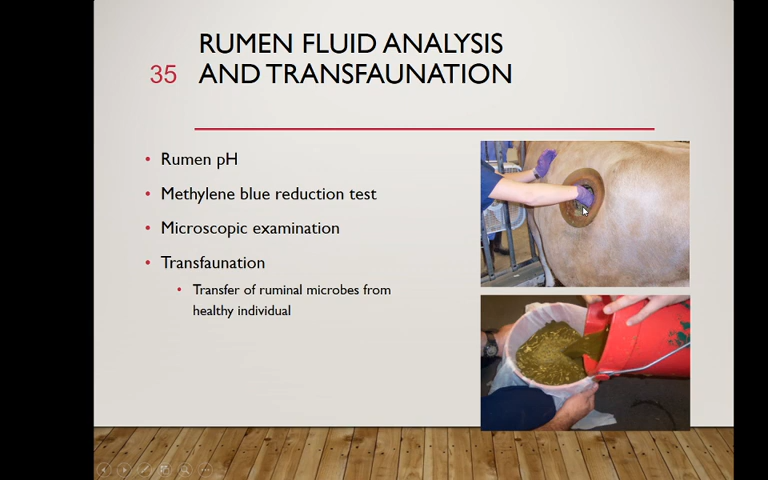 RUMEN FLUID ANALYSIS
35 AND TRANSFAUNATION
• Rumen pH
• Methylene blue reduction test
• Microscopic examination
• Transfaunation
• Transfer of ruminal microbes from
healthy individual